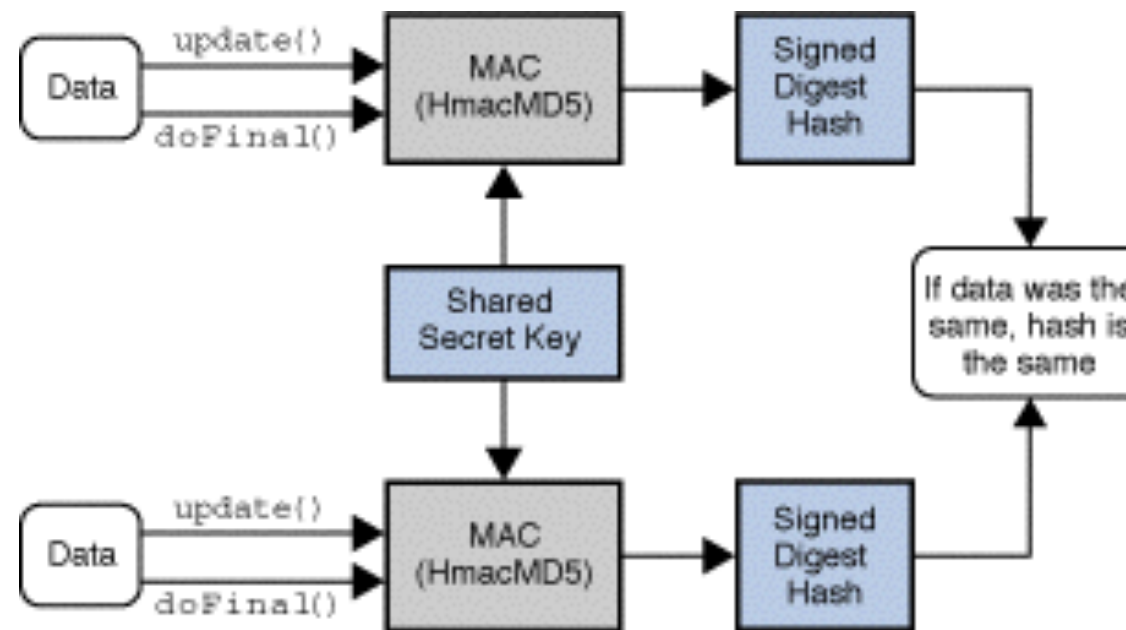 update()
Data
doFinal()
MAC
(HmacMD5)
Signed
Digest
Hash
Shared
Secret Key
If data was the
same, hash is
the same
update()
Data
doFinal()
MAC
(HmacMD5)
Signed
Digest
Hash